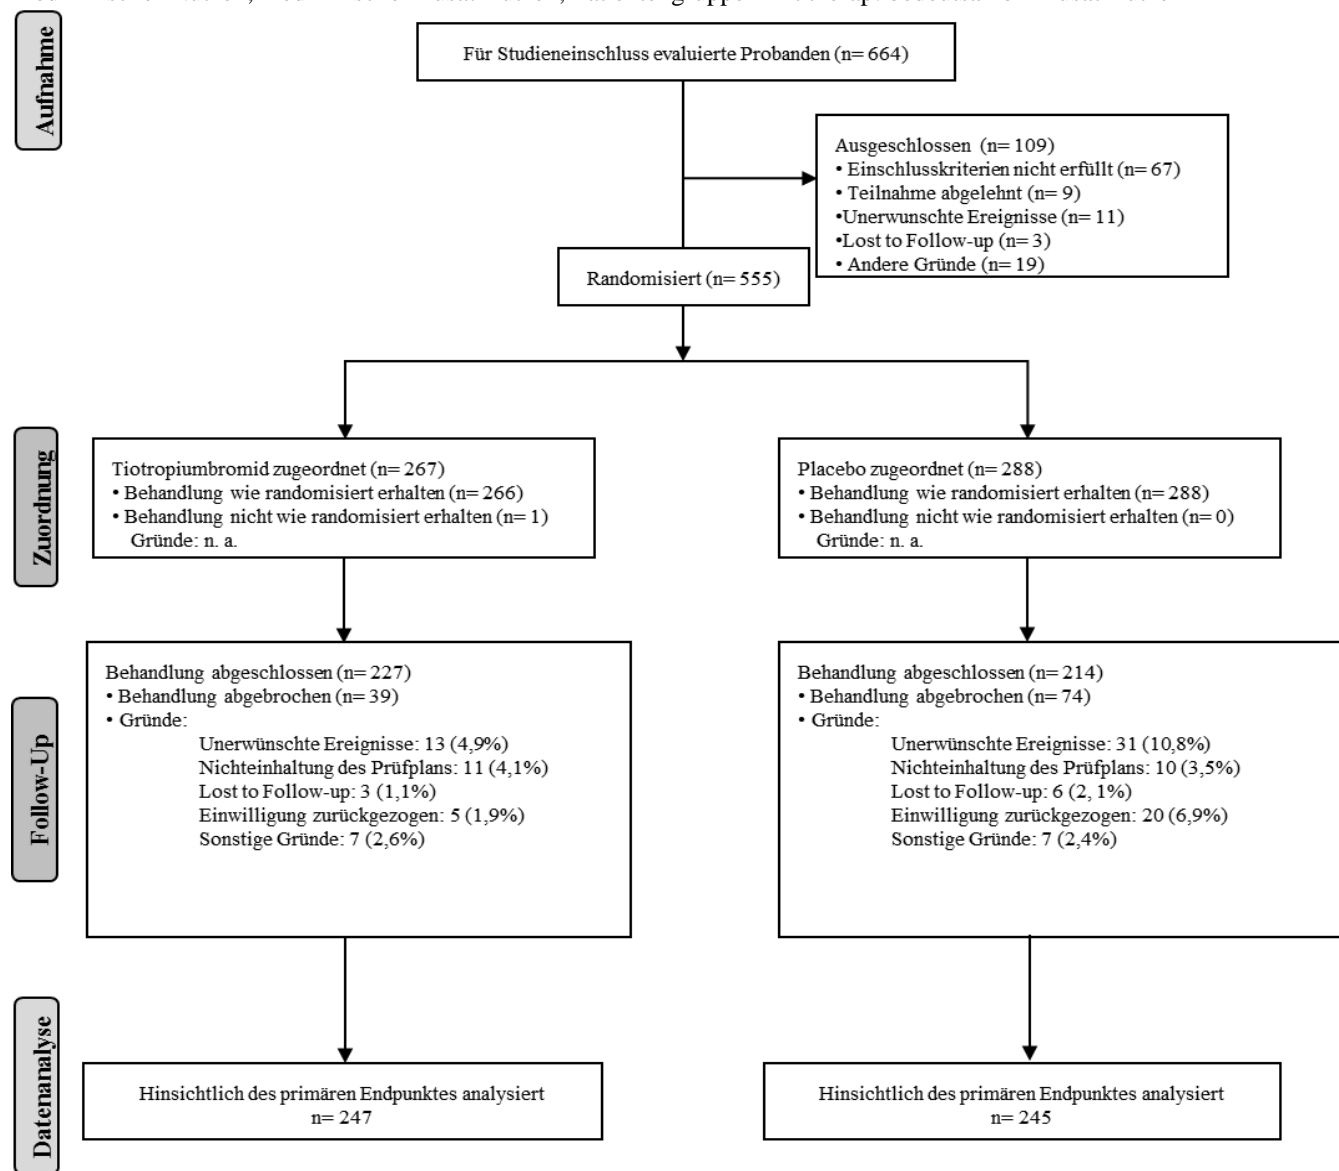 Aufnahme
Für Studieneinschluss evaluierte Probanden (n= 664)
Ausgeschlossen (n= 109)
• Einschlusskriterien nicht erfüllt (n= 67)
• Teilnahme abgelehnt (n= 9)
•Unerwunschte Ereignisse (n= 11)
•Lost to Follow-up (n= 3)
• Andere Gründe (n= 19)
Randomisiert (n= 555)
Zuordnung
Tiotropiumbromid zugeordnet (n= 267)
• Behandlung wie randomisiert erhalten (n= 266)
• Behandlung nicht wie randomisiert erhalten (n= 1)
Gründe: n. a.
Placebo zugeordnet (n= 288)
• Behandlung wie randomisiert erhalten (n= 288)
• Behandlung nicht wie randomisiert erhalten (n= 0)
Gründe: n. a.
Follow-Up
Behandlung abgeschlossen (n= 227)
• Behandlung abgebrochen (n= 39)
• Gründe:
Unerwünschte Ereignisse: 13 (4,9%)
Nichteinhaltung des Prüfplans: 11 (4,1%)
Lost to Follow-up: 3 (1,1%)
Einwilligung zurückgezogen: 5 (1,9%)
Sonstige Gründe: 7 (2,6%)
Behandlung abgeschlossen (n= 214)
• Behandlung abgebrochen (n= 74)
• Gründe:
Unerwünschte Ereignisse: 31 (10,8%)
Nichteinhaltung des Prüfplans: 10 (3,5%)
Lost to Follow-up: 6 (2, 1%)
Einwilligung zurückgezogen: 20 (6,9%)
Sonstige Gründe: 7 (2,4%)
Datenanalyse
Hinsichtlich des primären Endpunktes analysiert
n= 247
Hinsichtlich des primären Endpunktes analysiert
n= 245